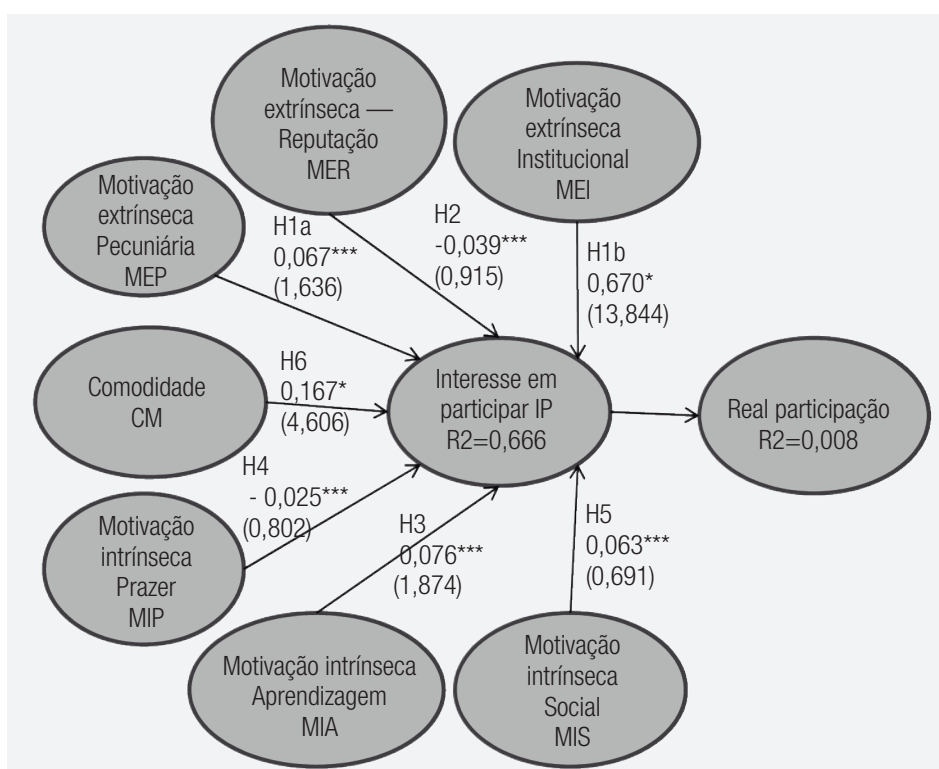 Motivação
extrínseca —
Reputação
MER
Motivação
extrínseca
Institucional
MEI
Motivação
extrínseca
Pecuniária
MEP
H1a
0,067***
(1,636)
H2
-0,039***
(0,915)
H1b
0,670*
(13,844)
Comodidade
CM
H6
0,167*
(4,606)
Interesse em
participar IP
R2=0,666
Real participação
R2=0,008
H4
- 0,025***
(0,802)
Motivação
intrínseca
Prazer
MIP
H3
0,076***
(1,874)
H5
0,063***
(0,691)
Motivação intrínseca
Aprendizagem
MIA
Motivação
intrínseca
Social
MIS